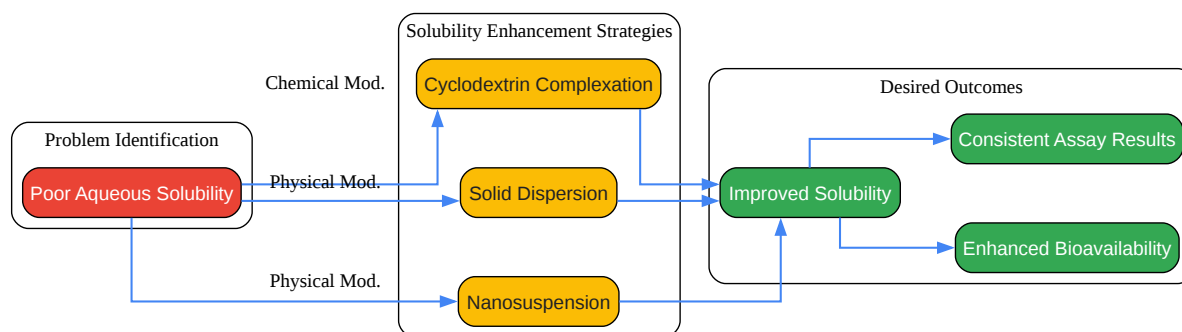 Solubility Enhancement Strategies
Chemical Mod.
Cyclodextrin Complexation
Desired Outcomes
Problem Identification
Consistent Assay Results
Poor Aqueous Solubility
Physical Mod.
Solid Dispersion
Improved Solubility
Enhanced Bioavailability
Physical Mod.
Nanosuspension